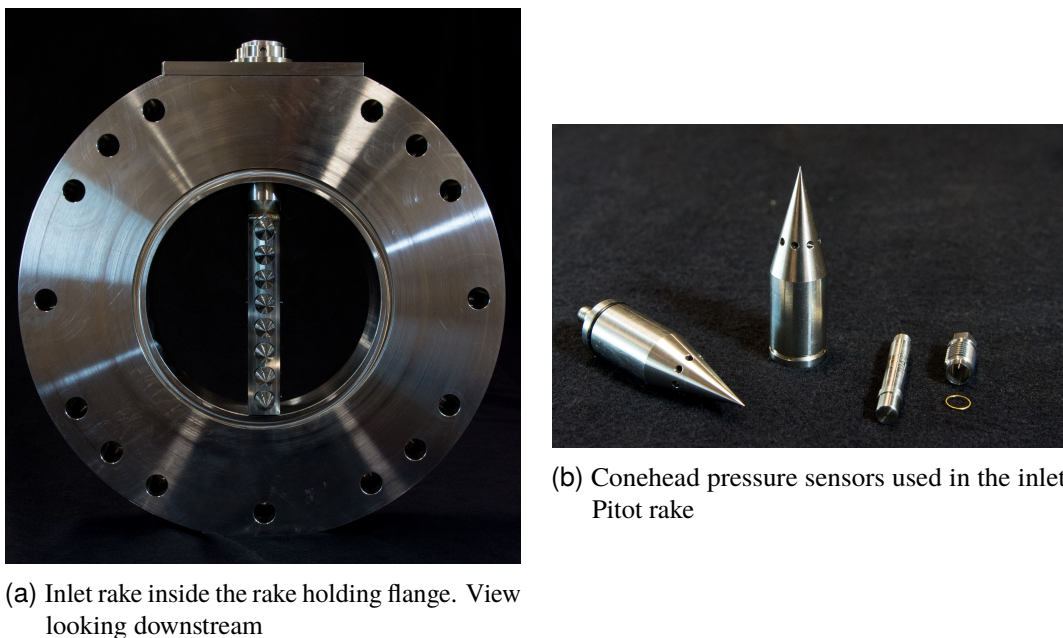 (a) Inlet rake inside the rake holding flange. View
looking downstream
(b) Conehead pressure sensors used in the inlet
Pitot rake